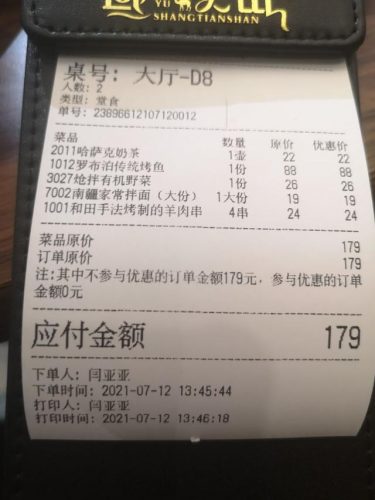 YU
SHANGTIANSHAN
桌号: 大厅-D8
人数: 2
类型: 堂食
单号: 23696612107120012
菜品 数量 原价 优惠价
2011哈萨克奶茶 1壶 22 22
1012罗布泊传统烤鱼 1份 88 88
3027炝拌有机野菜 1份 26 26
7002南疆家常拌面（大份） 1大份 19 19
1001和田手法烤制的羊肉串 4串 24 24
菜品原价 179
订单原价 179
注:其中不参与优惠的订单金额179元，参与优惠的订单
金额0元
应付金额 179
下单人: 闫亚亚
下单时间: 2021-07-12 13:45:44
打印人: 闫亚亚
打印时间: 2021-07-12 13:46:18